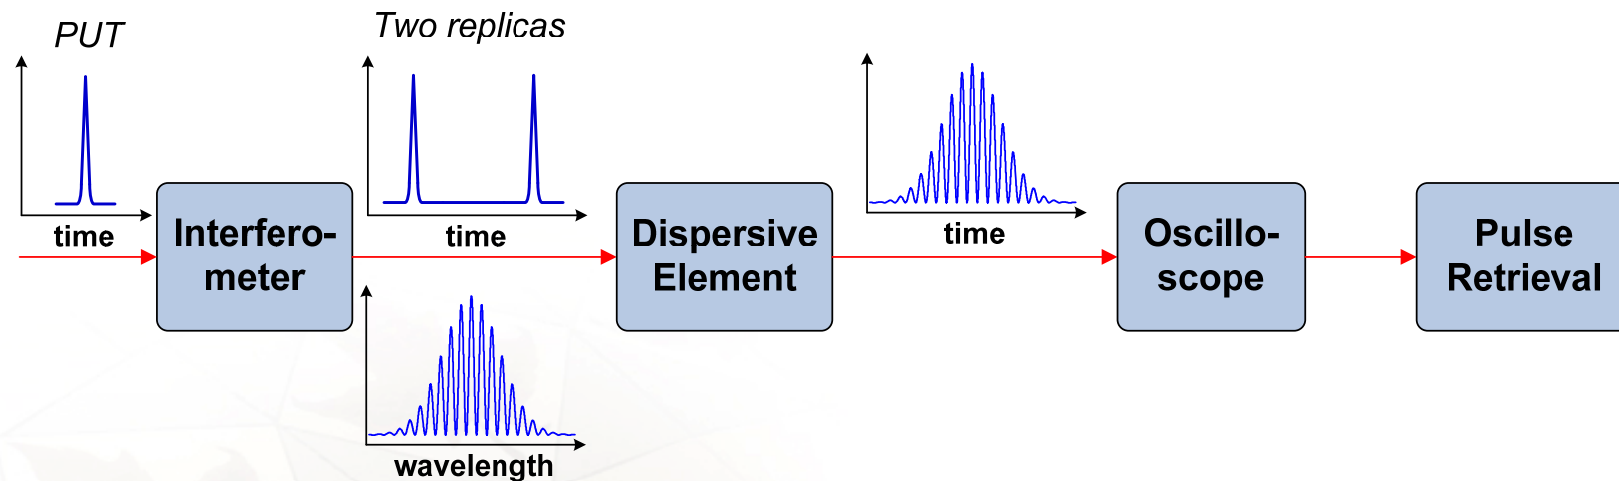 PUT
Two replicas
time
time
time
Interfero-
meter
Dispersive
Element
Oscillo-
scope
Pulse
Retrieval
wavelength